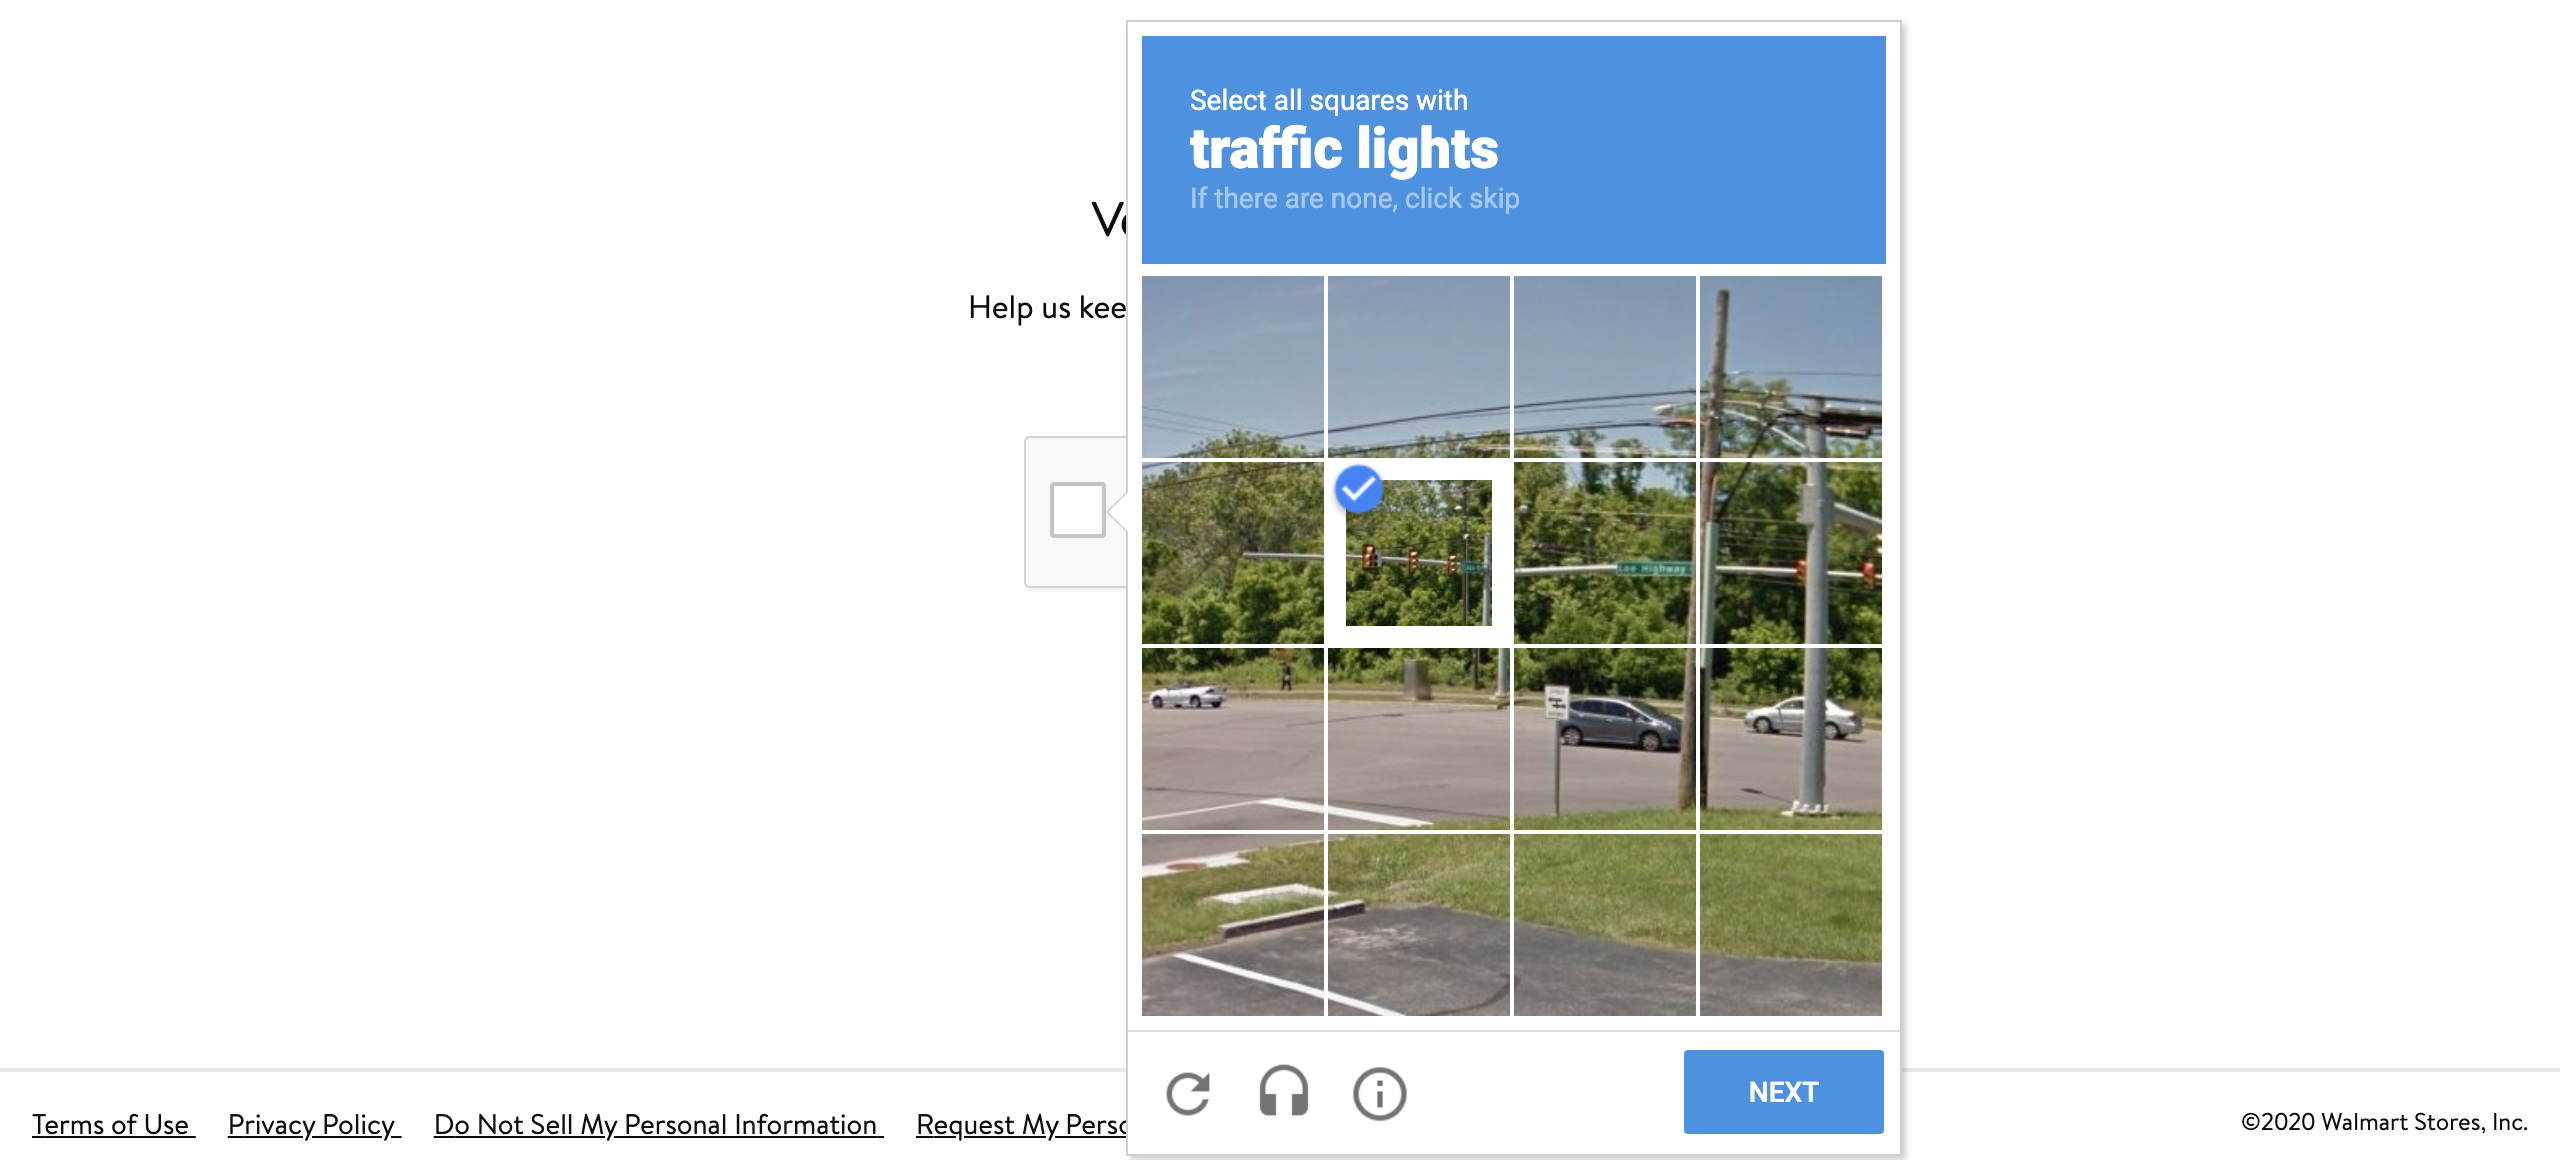 Select all squares with
traffic lights
If there are none, click skip
Help us kee
Lee Highway
NEXT
Terms of Use Privacy Policy Do Not Sell My Personal Information Request My Perso
©2020 Walmart Stores, Inc.